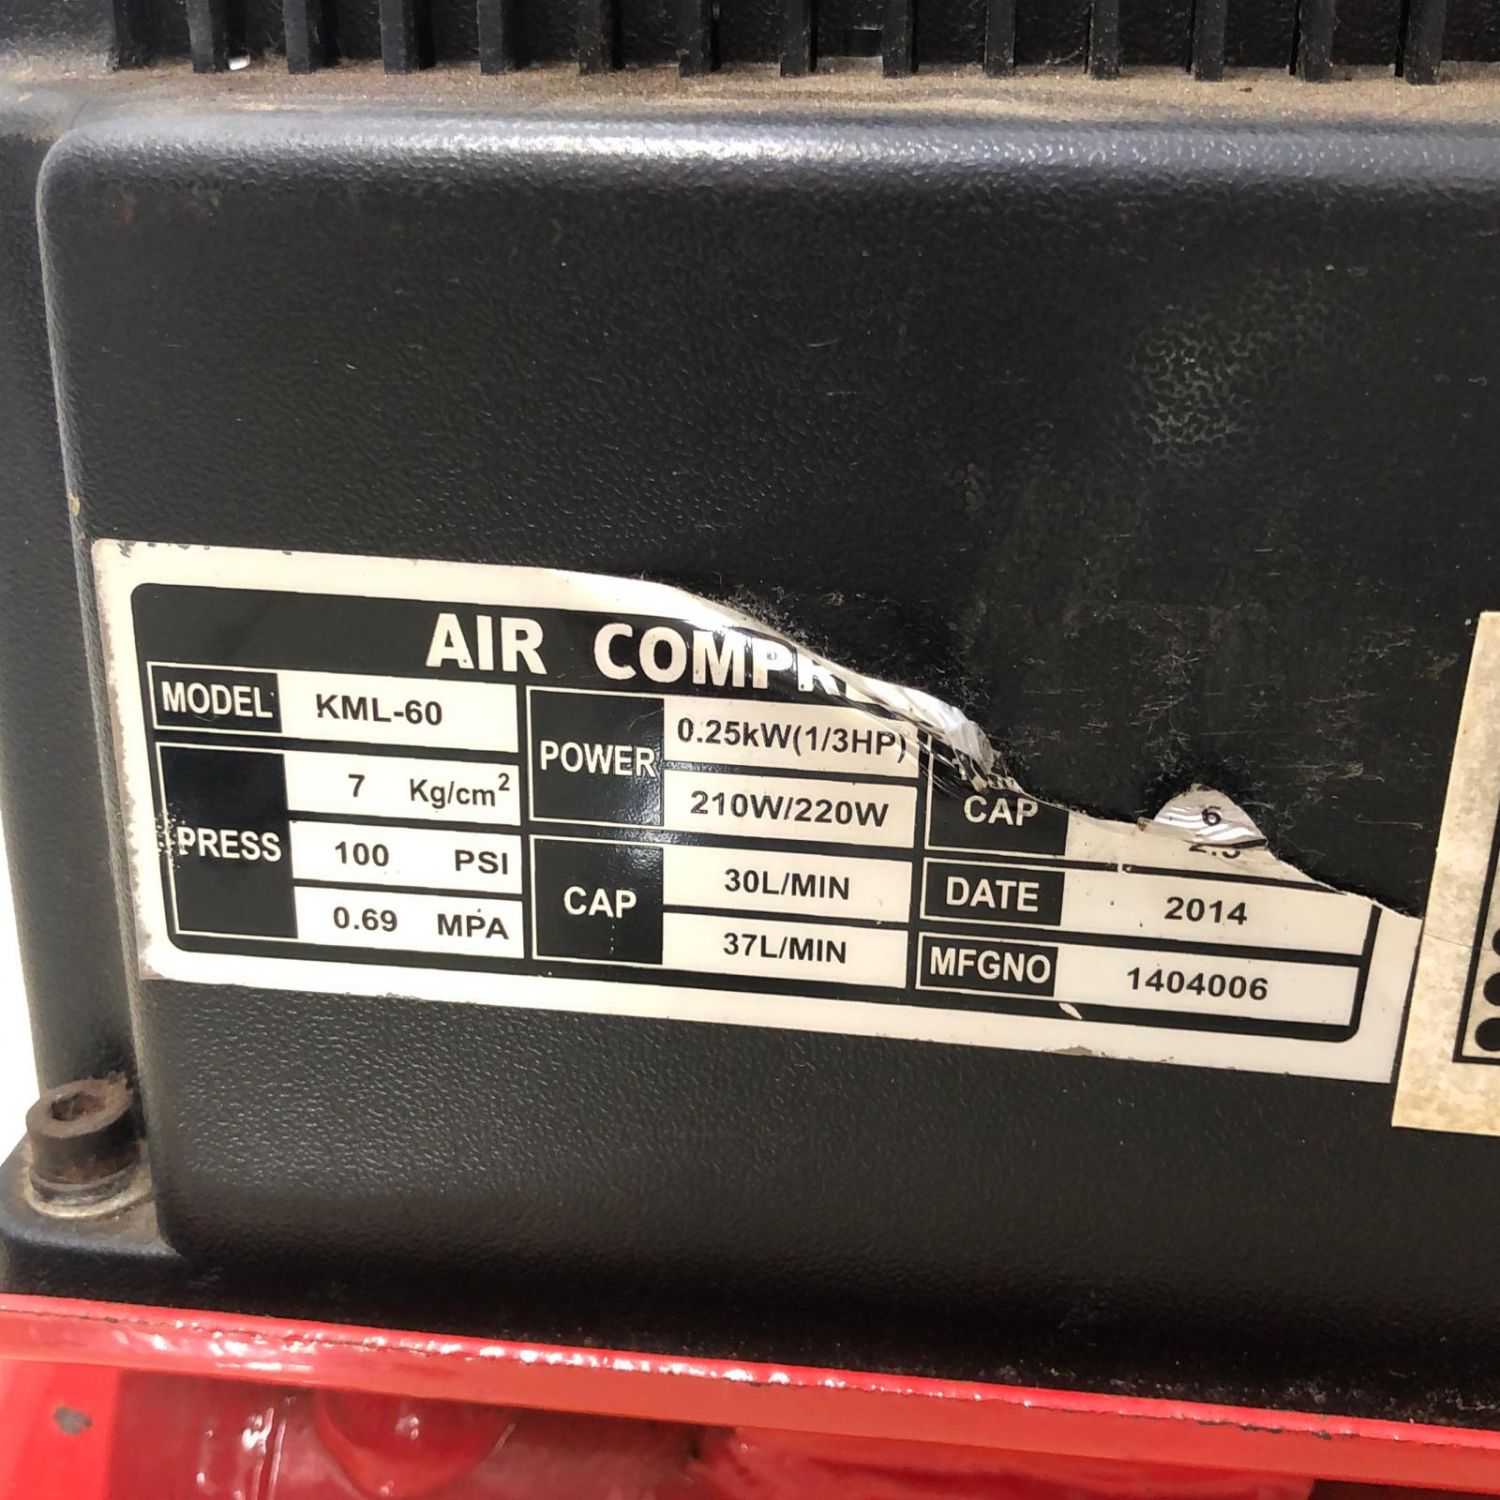 AIR COMPR
MODEL KML-60
PRESS 7 Kg/cm²
100 PSI
0.69 MPA
POWER 0.25kW(1/3HP)
210W/220W
CAP 30L/MIN
37L/MIN
CAP 6
DATE 2014
MFGNO 1404006